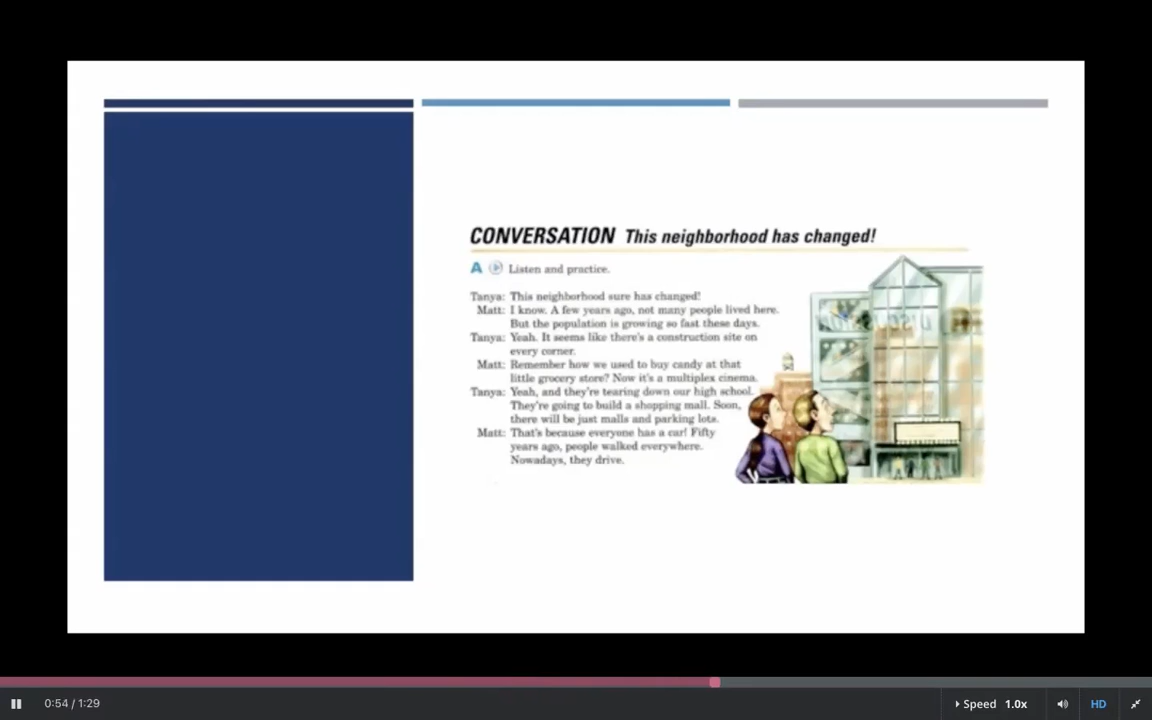 CONVERSATION This neighborhood has changed!
A Listen and practice.
Tanya: This neighborhood sure has changed!
Matt: I know. A few years ago, not many people lived here.
But the population is growing so fast these days.
Tanya: Yeah. It seems like there's a construction site on
every corner.
Matt: Remember how we used to buy candy at that
little grocery store? Now it's a multiplex cinema.
Tanya: Yeah, and they're tearing down our high school.
They're going to build a shopping mall. Soon,
there will be just malls and parking lots.
Matt: That's because everyone has a car! Fifty
years ago, people walked everywhere.
Nowadays, they drive.
0:54 / 1:29
Speed 1.0x
HD